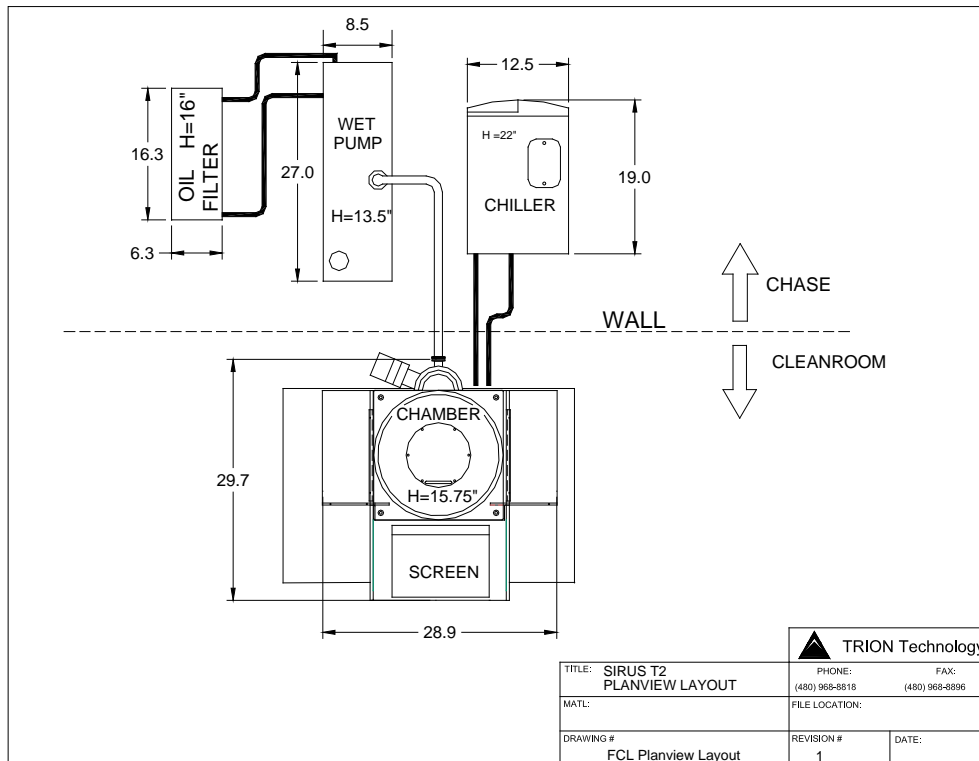 8.5
12.5
OIL H=16"
FILTER
16.3
6.3
WET
PUMP
27.0
H=13.5"
H =22"
CHILLER
19.0
CHASE
WALL
CLEANROOM
CHAMBER
H=15.75"
29.7
SCREEN
28.9
TRION Technology
TITLE: SIRUS T2
PLANVIEW LAYOUT
PHONE: FAX:
(480) 968-8818 (480) 968-8896
MATL:
FILE LOCATION:
DRAWING #
FCL Planview Layout
REVISION #
1
DATE: